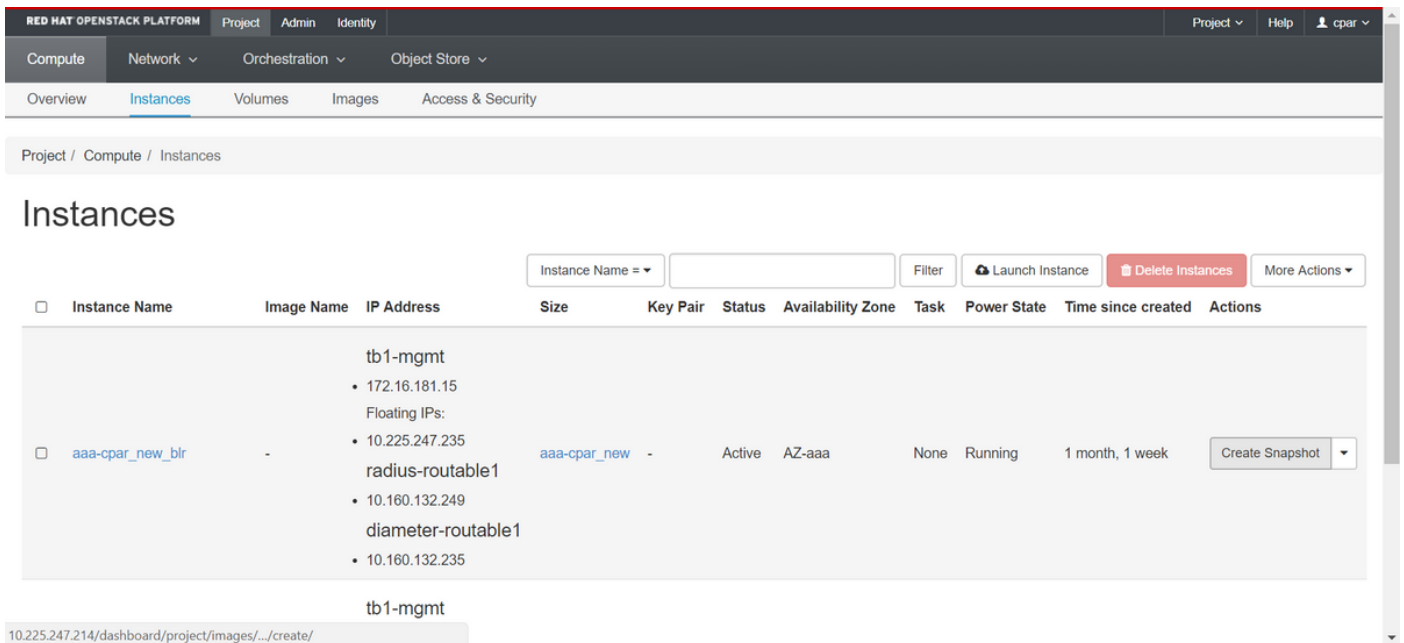 RED HAT OPENSTACK PLATFORM Project Admin Identity Project Help cpar
Compute Network Orchestration Object Store
Overview Instances Volumes Images Access & Security
Project / Compute / Instances
Instances
Instance Name = Filter Launch Instance Delete Instances More Actions
Instance Name Image Name IP Address Size Key Pair Status Availability Zone Task Power State Time since created Actions
tb1-mgmt
• 172.16.181.15
Floating IPs:
• 10.225.247.235
aaa-cpar_new_blr - aaa-cpar_new - Active AZ-aaa None Running 1 month, 1 week Create Snapshot
radius-routable1
• 10.160.132.249
diameter-routable1
• 10.160.132.235
tb1-mgmt
10.225.247.214/dashboard/project/images/.../create/